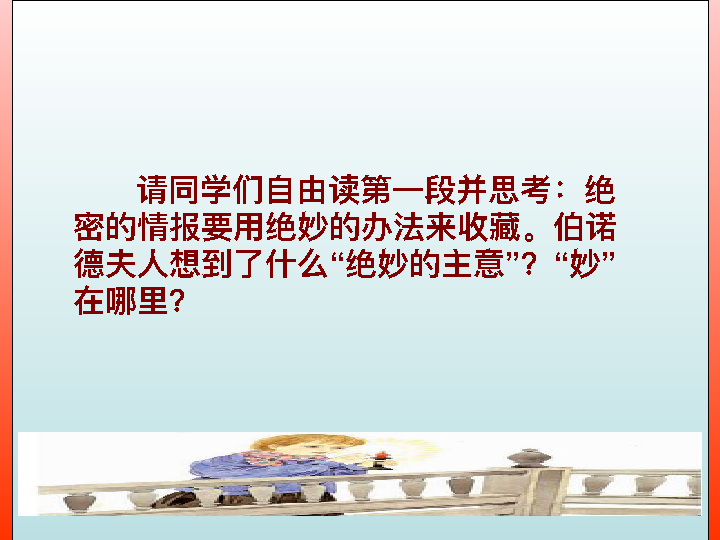 请同学们自由读第一段并思考：绝
密的情报要用绝妙的办法来收藏。伯诺
德夫人想到了什么“绝妙的主意”？“妙”
在哪里？